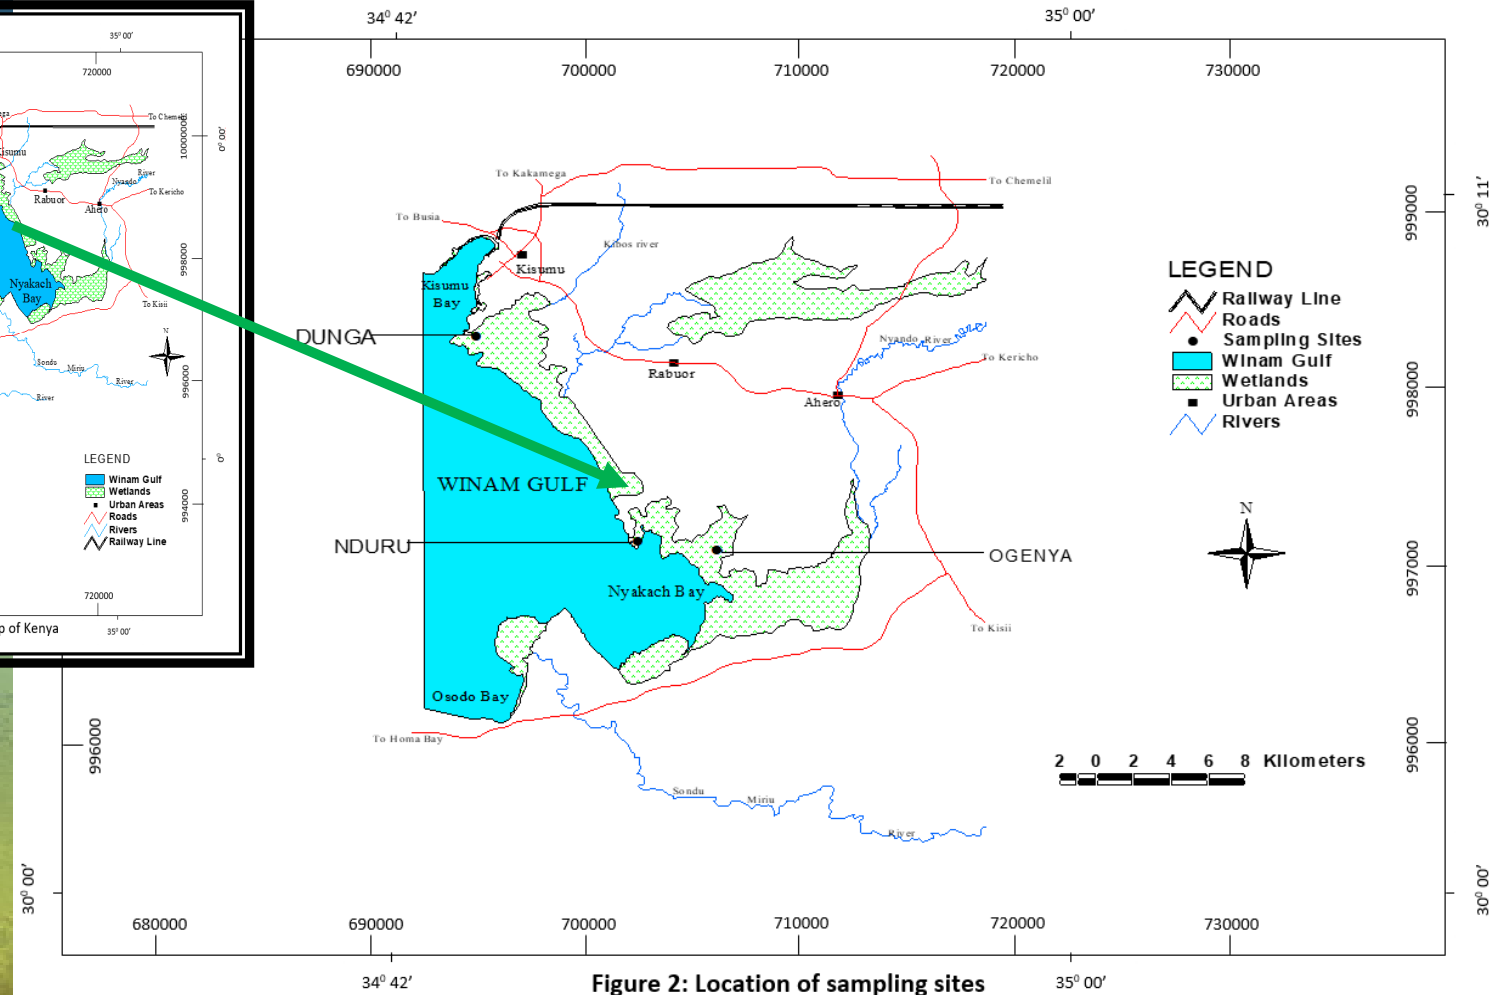 34⁰ 42’
35⁰ 00’
690000
700000
710000
720000
730000
35⁰ 00'
720000
To Chemelil
10000000
0⁰ 00'
isumu
River
Nyando
To Kericho
Rabuor
Ahero
998000
Nyakach
Bay
To Kisii
N
Sondu
Miriu
River
River
996000
0⁰
LEGEND
Winam Gulf
Wetlands
Urban Areas
Roads
Rivers
Railway Line
994000
720000
35⁰ 00'
p of Kenya
To Kakamega
To Chemelil
To Busia
Kibos river
Kisumu
Kisumu
Bay
DUNGA
Nyando River
To Kericho
Rabuor
Ahero
WINAM GULF
NDURU
OGENYA
Nyakach Bay
To Kisii
Osodo Bay
To Homa Bay
Sondu
Miriu
River
999000
30⁰ 11’
998000
997000
996000
30⁰ 00’
LEGEND
Railway Line
Roads
Sampling Sites
Winam Gulf
Wetlands
Urban Areas
Rivers
N
2 0 2 4 6 8 Kilometers
996000
30⁰ 00’
680000
690000
700000
710000
720000
730000
34⁰ 42’
35⁰ 00’
Figure 2: Location of sampling sites